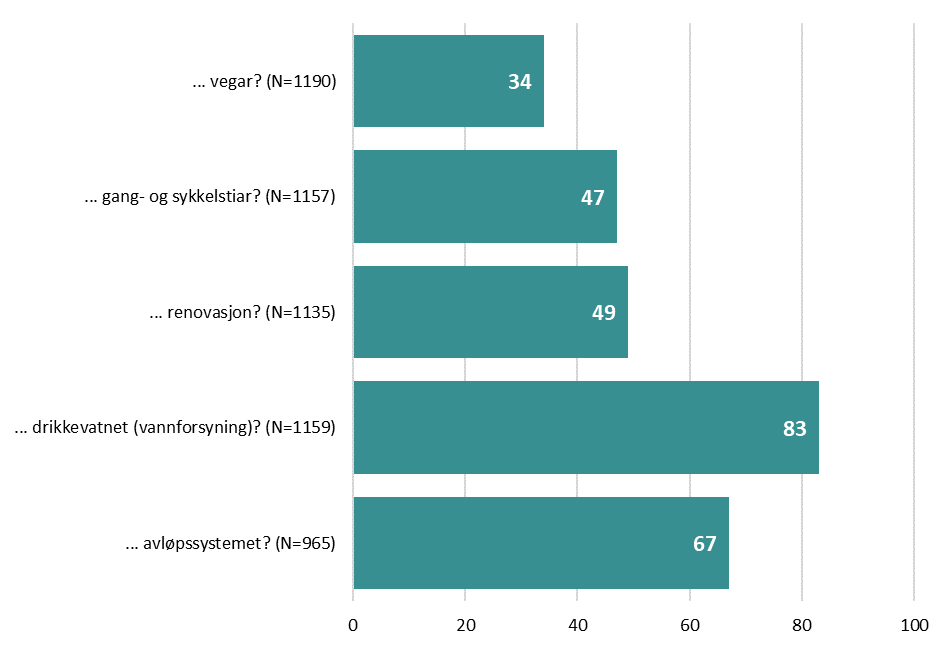 ... vegar? (N=1190)
34
... gang- og sykkelstiar? (N=1157)
47
... renovasjon? (N=1135)
49
... drikkevatnet (vannforsyning)? (N=1159)
83
... avløpssystemet? (N=965)
67
0 20 40 60 80 100